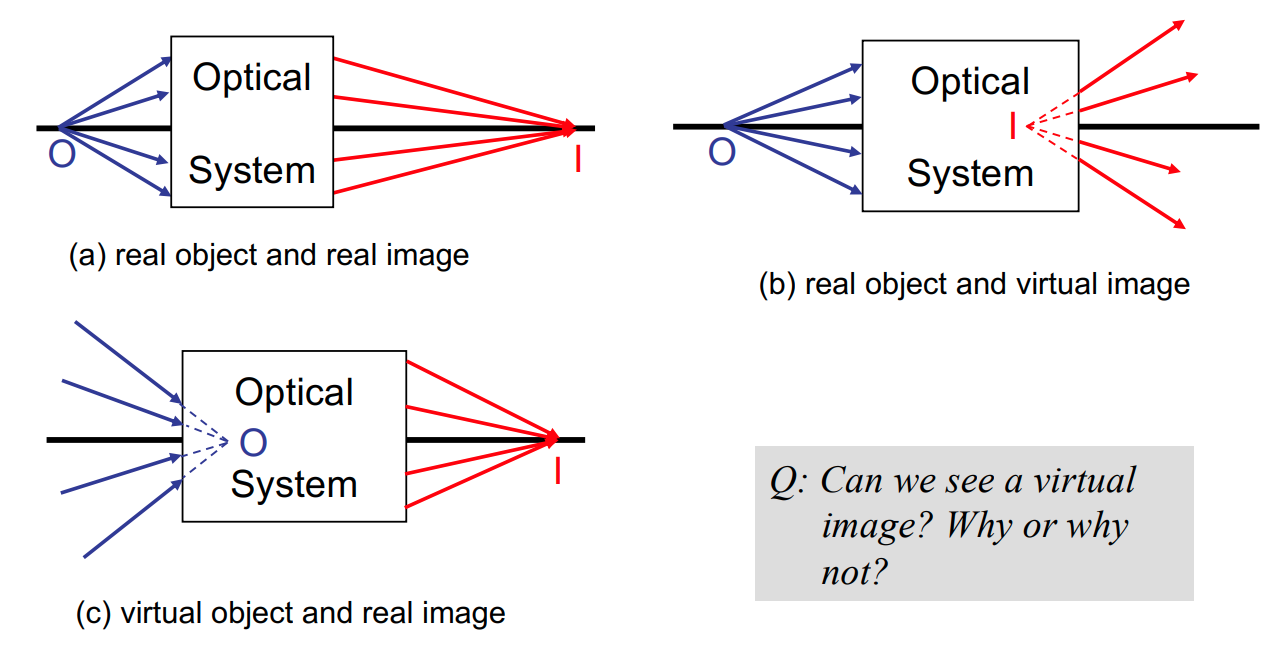 Optical
O
System
I
(a) real object and real image
Optical
I
O
System
(b) real object and virtual image
Optical
O
System
I
(c) virtual object and real image
Q: Can we see a virtual
image? Why or why
not?